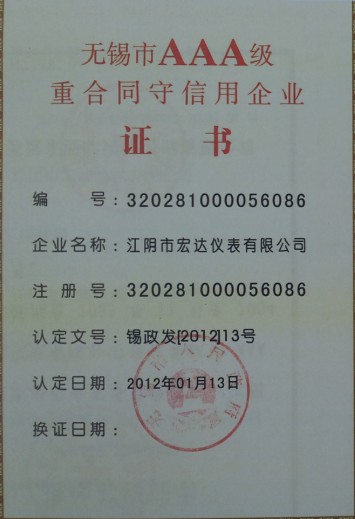 无锡市AAA级
重合同守信用企业
证 书
编 号：320281000056086
企业名称：江阴市宏达仪表有限公司
注 册 号：320281000056086
认定文号：锡政发[2012]13号
认定日期：2012年01月13日
换证日期：